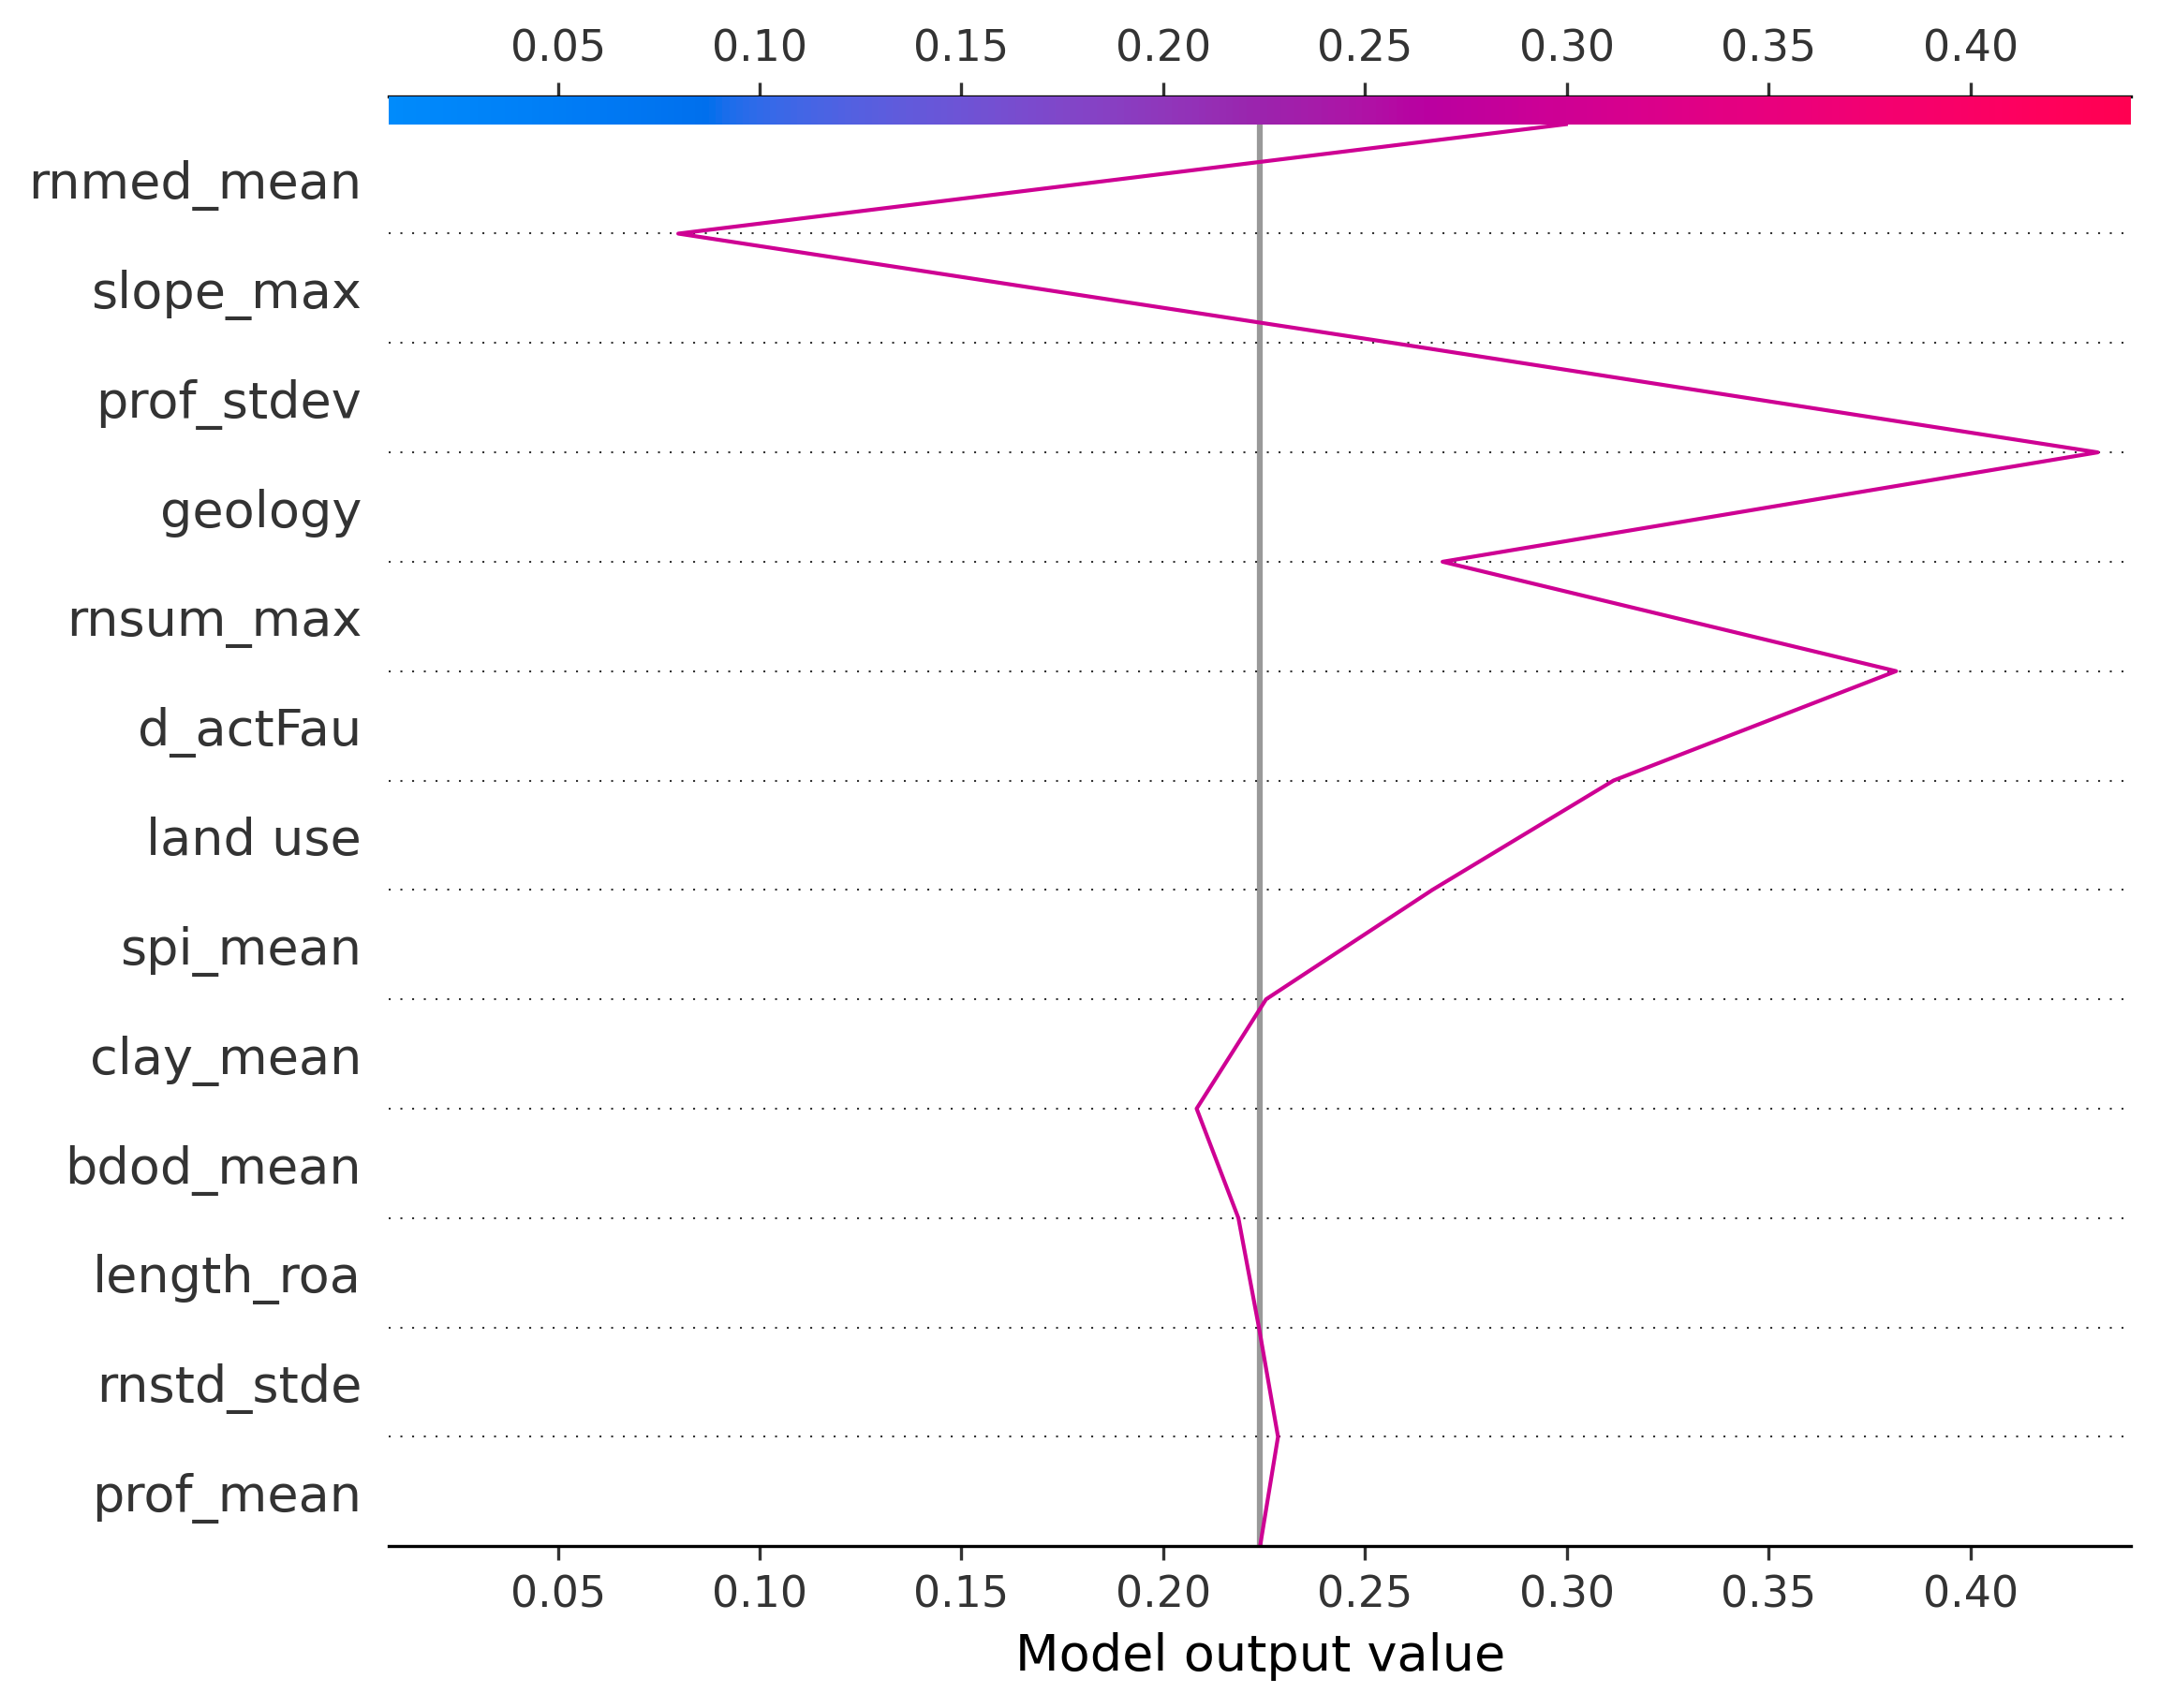 0.05 0.10 0.15 0.20 0.25 0.30 0.35 0.40
rnmed_mean
slope_max
prof_stdev
geology
rnsum_max
d_actFau
land use
spi_mean
clay_mean
bdod_mean
length_roa
rnstd_stde
prof_mean
0.05 0.10 0.15 0.20 0.25 0.30 0.35 0.40
Model output value